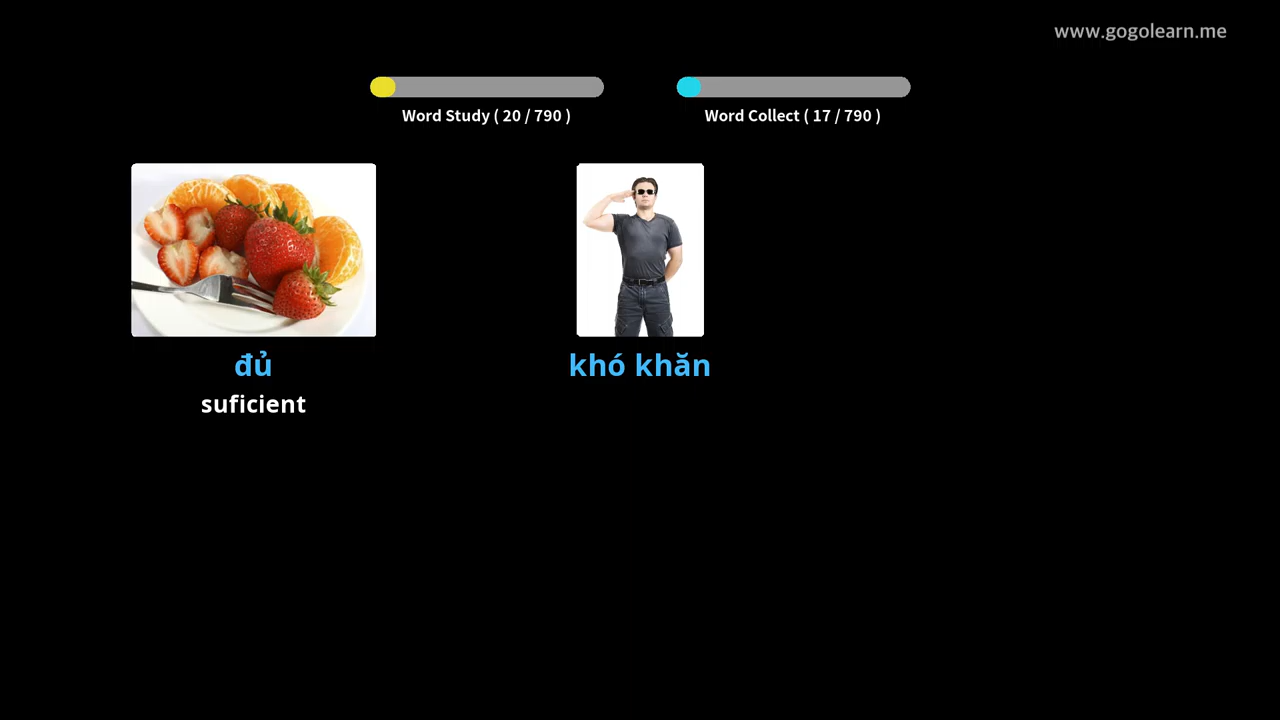 www.gogolearn.me
Word Study ( 20 / 790 )
Word Collect ( 17 / 790 )
đủ
suficient
khó khăn